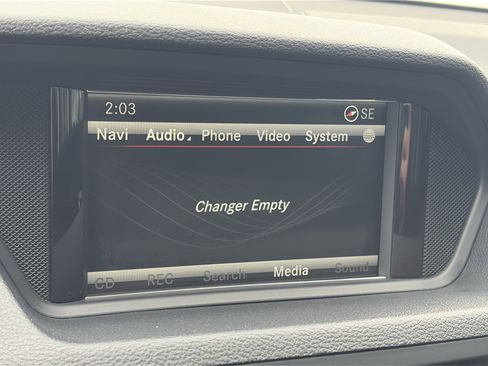 2:03 SE
Navi Audio Phone Video System
Changer Empty
CD REC Search Media Sound